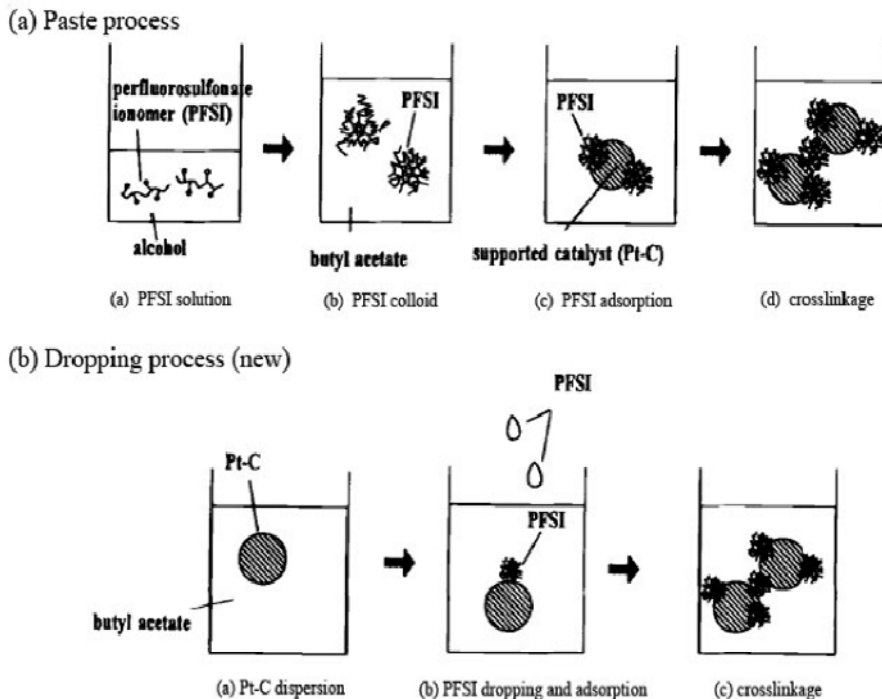 (a) Paste process
perfluorosulfonate
ionomer (PFSI)
alcohol
(a) PFSI solution
PFSI
butyl acetate
(b) PFSI colloid
PFSI
supported catalyst (Pt-C)
(c) PFSI adsorption
(d) crosslinkage
(b) Dropping process (new)
Pt-C
butyl acetate
(a) Pt-C dispersion
PFSI
PFSI
(b) PFSI dropping and adsorption
(c) crosslinkage